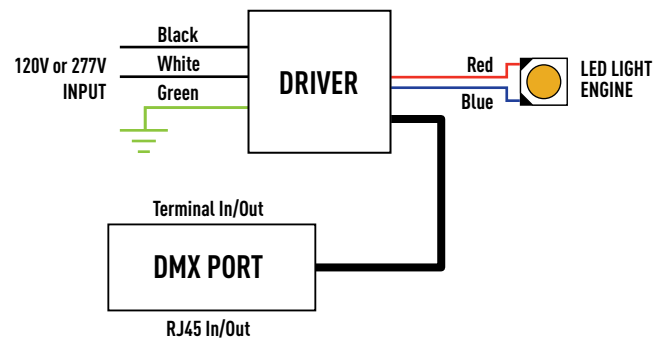 Black
120V or 277V
INPUT
White
Green
DRIVER
Red
Blue
LED LIGHT
ENGINE
Terminal In/Out
DMX PORT
RJ45 In/Out